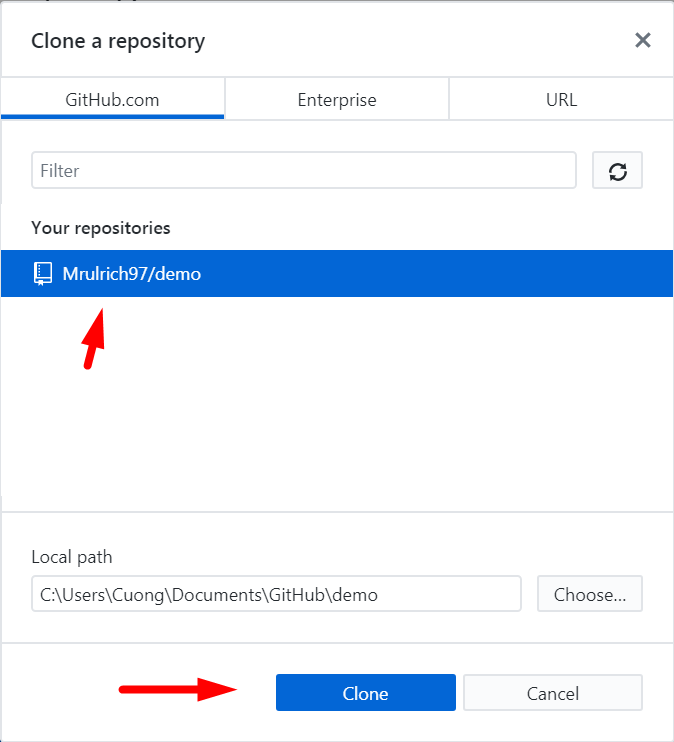 Clone a repository
GitHub.com Enterprise URL
Filter
Your repositories
Mrulrich97/demo
Local path
C:\Users\Cuong\Documents\GitHub\demo Choose...
Clone Cancel